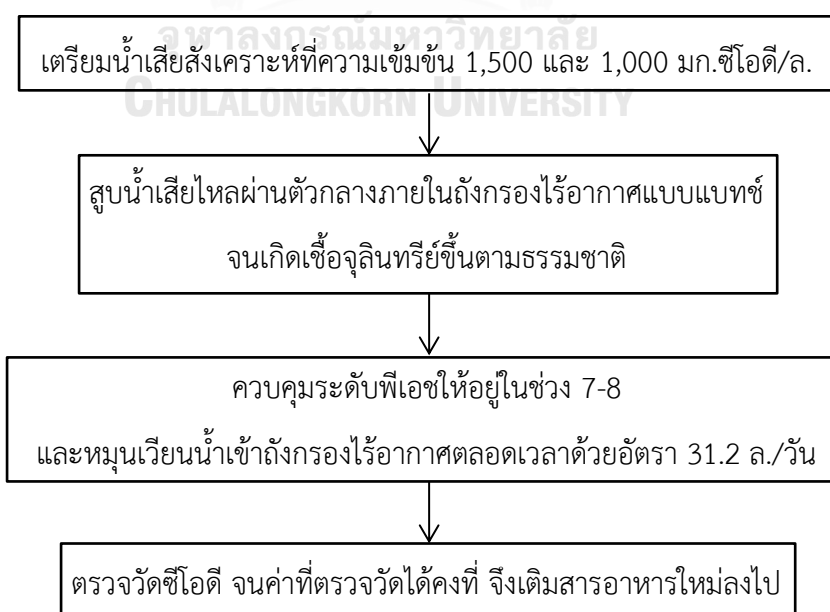 จุฬาลงกรณ์มหาวิทยาลัย
เตรียมน้ำเสียสังเคราะห์ที่ความเข้มข้น 1,500 และ 1,000 มก.ซีโอดี/ล.
CHULALONGKORN UNIVERSITY
สูบน้ำเสียไหลผ่านตัวกลางภายในถังกรองไร้อากาศแบบแบทช์
จนเกิดเชื้อจุลินทรีย์ขึ้นตามธรรมชาติ
ควบคุมระดับพีเอชให้อยู่ในช่วง 7-8
และหมุนเวียนน้ำเข้าถังกรองไร้อากาศตลอดเวลาด้วยอัตรา 31.2 ล./วัน
ตรวจวัดซีโอดี จนค่าที่ตรวจวัดได้คงที่ จึงเติมสารอาหารใหม่ลงไป